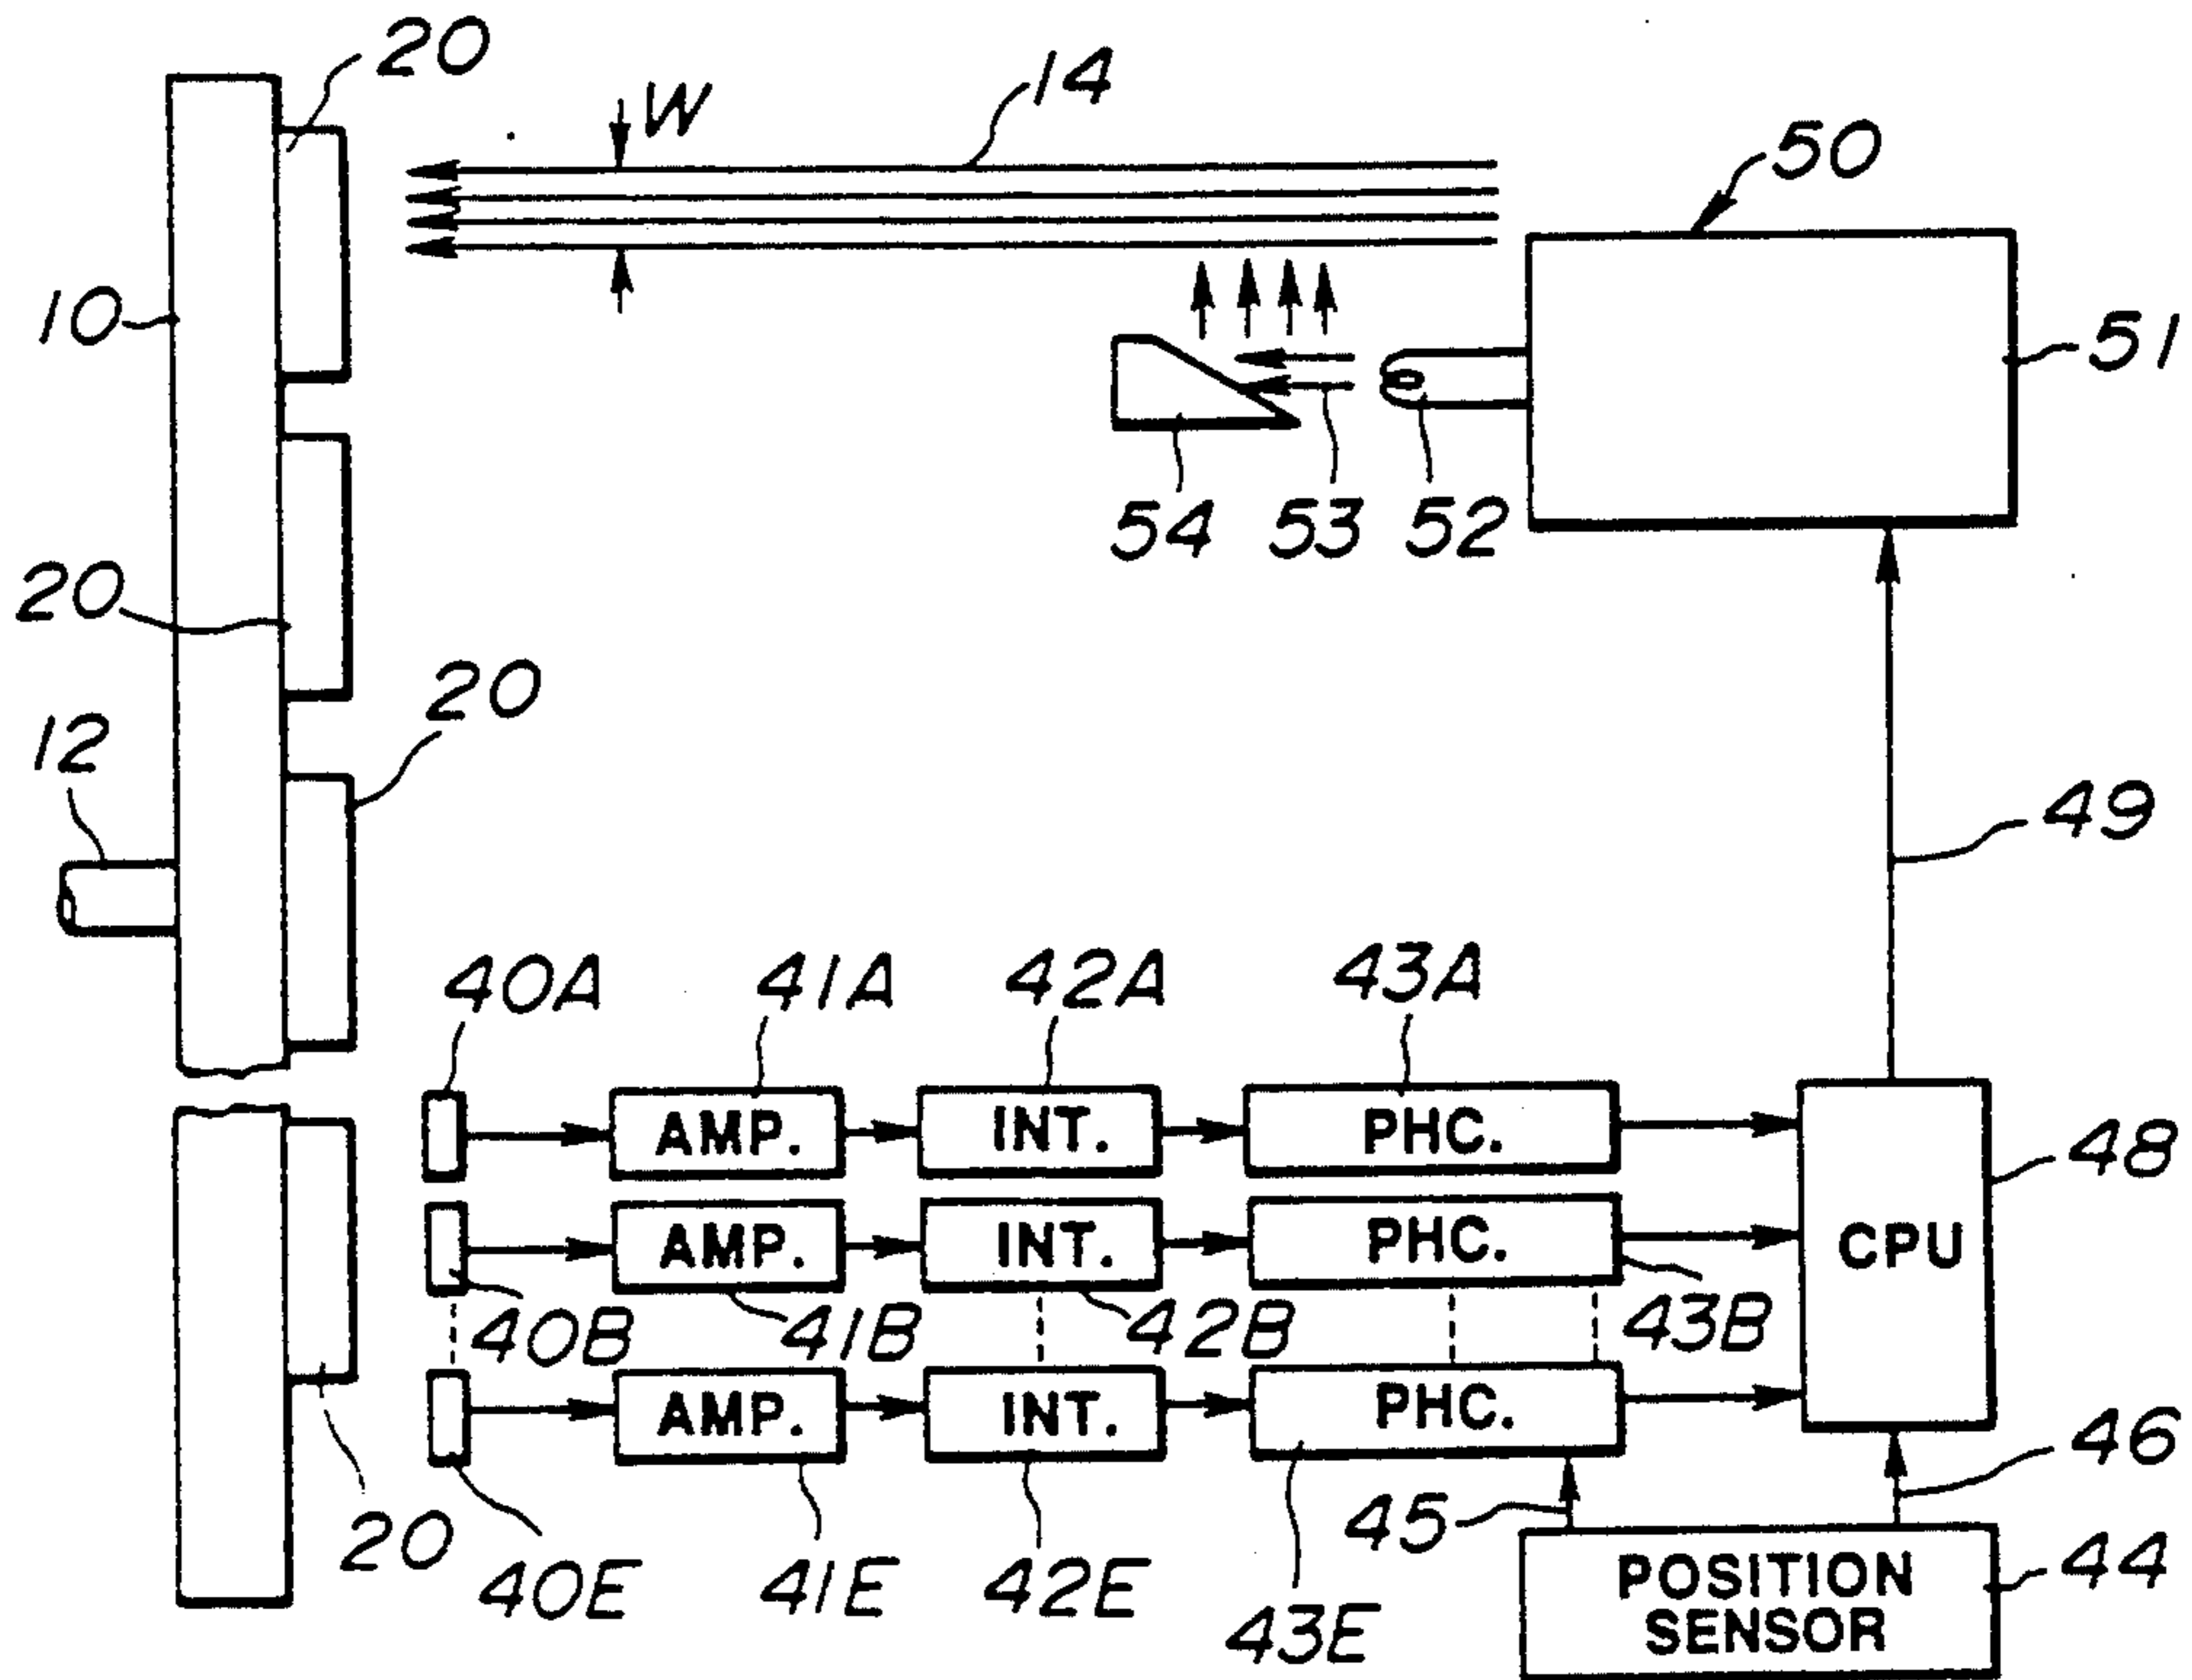 20
W
14
50
10
51
54
53
52
20
20
12
49
40A
41A
42A
43A
AMP.
INT.
PHC.
48
AMP.
INT.
PHC.
CPU
40B
41B
42B
43B
AMP.
INT.
PHC.
46
45
20
40E
41E
42E
43E
POSITION
SENSOR
44